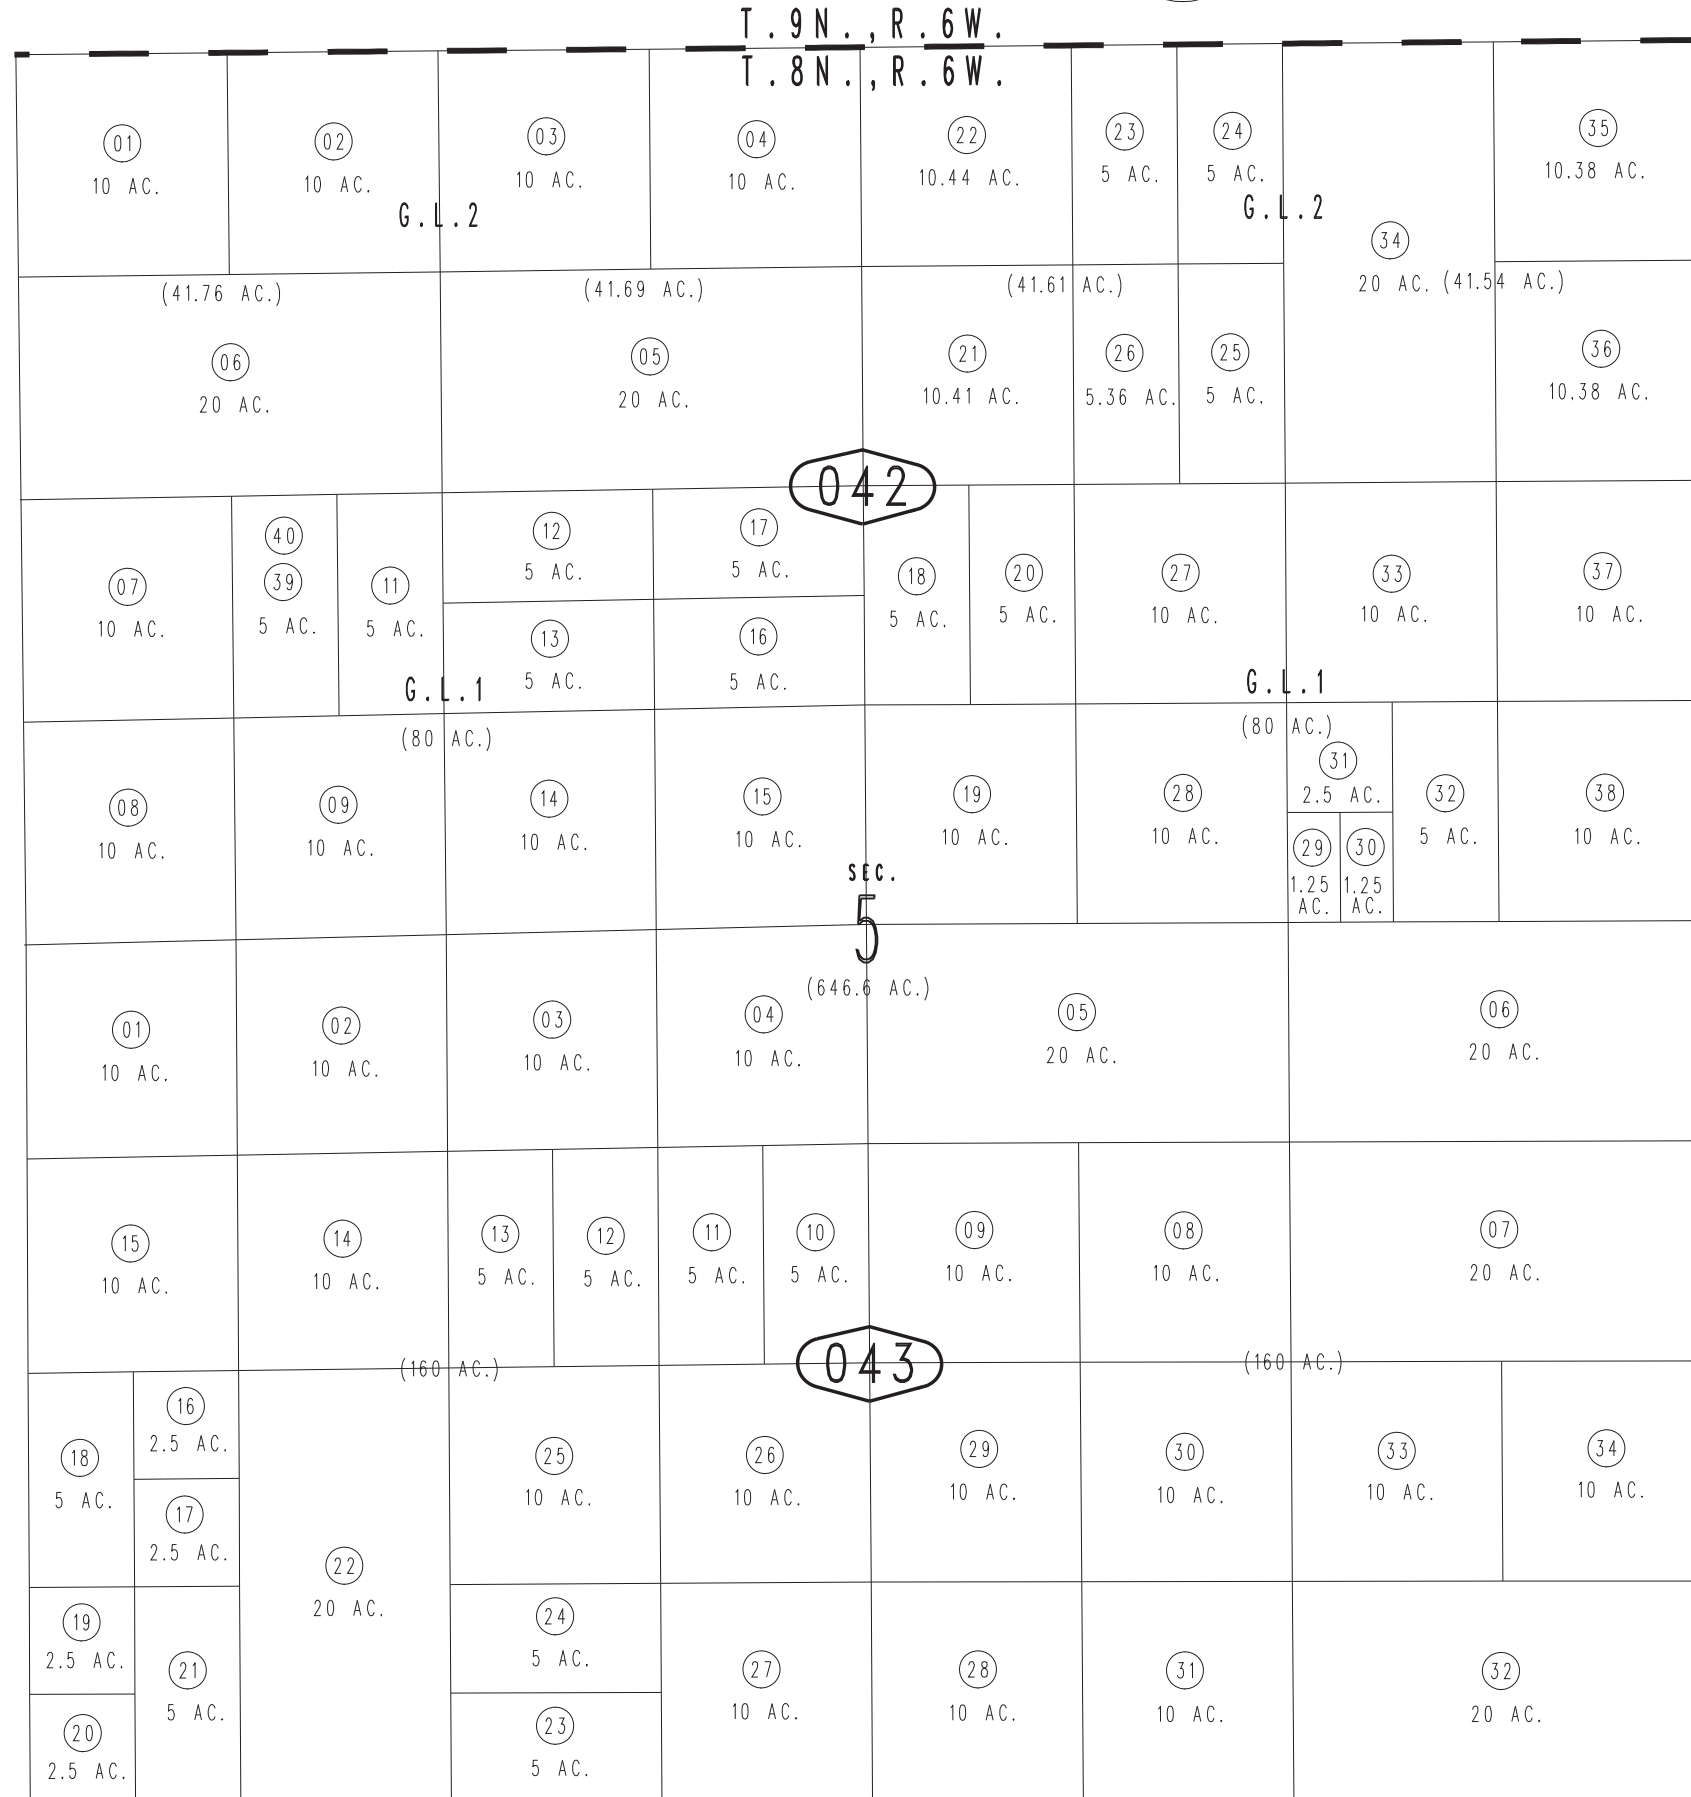 T.9N.,R.6W.
T.8N.,R.6W.
01
10 AC.
02
10 AC.
03
10 AC.
04
10 AC.
22
10.44 AC.
23
5 AC.
24
5 AC.
35
10.38 AC.
G.L.2
G.L.2
34
20 AC.
(41.76 AC.)
(41.69 AC.)
(41.61 AC.)
(41.54 AC.)
06
20 AC.
05
20 AC.
21
10.41 AC.
26
5.36 AC.
25
5 AC.
36
10.38 AC.
042
07
10 AC.
40
39
5 AC.
11
5 AC.
12
5 AC.
17
5 AC.
13
5 AC.
16
5 AC.
18
5 AC.
20
5 AC.
27
10 AC.
33
10 AC.
37
10 AC.
G.L.1
G.L.1
(80 AC.)
(80 AC.)
08
10 AC.
09
10 AC.
14
10 AC.
15
10 AC.
19
10 AC.
28
10 AC.
31
2.5 AC.
29
1.25
AC.
30
1.25
AC.
32
5 AC.
38
10 AC.
SEC.
5
(646.6 AC.)
01
10 AC.
02
10 AC.
03
10 AC.
04
10 AC.
05
20 AC.
06
20 AC.
15
10 AC.
14
10 AC.
13
5 AC.
12
5 AC.
11
5 AC.
10
5 AC.
09
10 AC.
08
10 AC.
07
20 AC.
(160 AC.)
043
(160 AC.)
18
5 AC.
16
2.5 AC.
17
2.5 AC.
22
20 AC.
25
10 AC.
26
10 AC.
29
10 AC.
30
10 AC.
33
10 AC.
34
10 AC.
19
2.5 AC.
20
2.5 AC.
21
5 AC.
24
5 AC.
23
5 AC.
27
10 AC.
28
10 AC.
31
10 AC.
32
20 AC.